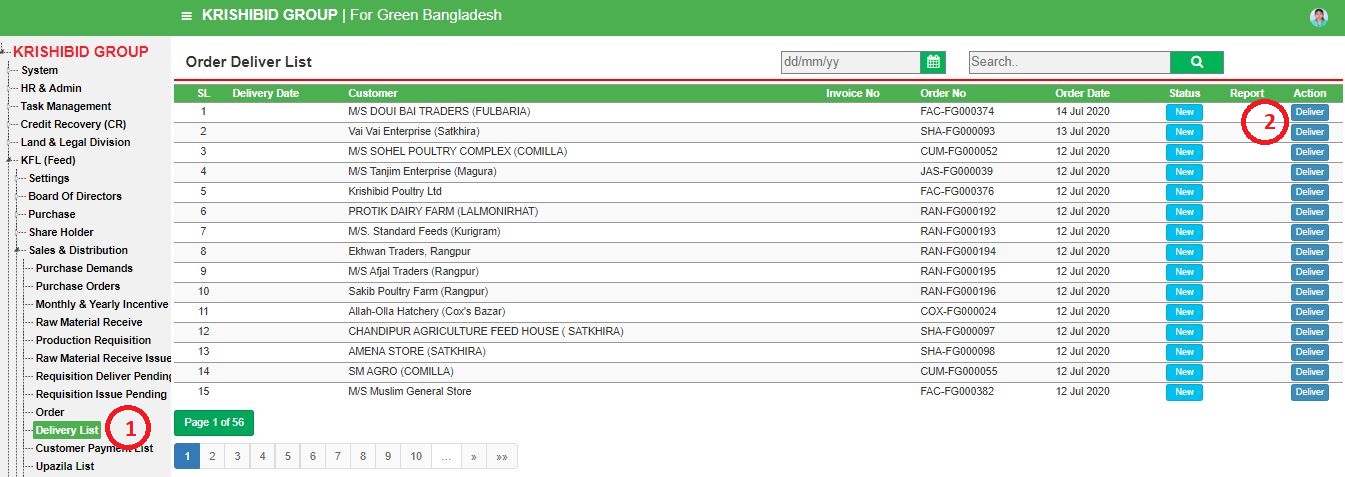 ≡ KRISHIBID GROUP | For Green Bangladesh
KRISHIBID GROUP
System
HR & Admin
Task Management
Credit Recovery (CR)
Land & Legal Division
KFL (Feed)
Settings
Board Of Directors
Purchase
Share Holder
Sales & Distribution
Purchase Demands
Purchase Orders
Monthly & Yearly Incentive
Raw Material Receive
Production Requisition
Raw Material Receive Issue
Requisition Deliver Pending
Requisition Issue Pending
Order
Delivery List 1
Customer Payment List
Upazila List
Order Deliver List dd/mm/yy Search..
SL Delivery Date Customer Invoice No Order No Order Date Status Report Action
1 M/S DOUI BAI TRADERS (FULBARIA) FAC-FG000374 14 Jul 2020 New Deliver
2
2 Vai Vai Enterprise (Satkhira) SHA-FG000093 13 Jul 2020 New Deliver
3 M/S SOHEL POULTRY COMPLEX (COMILLA) CUM-FG000052 12 Jul 2020 New Deliver
4 M/S Tanjim Enterprise (Magura) JAS-FG000039 12 Jul 2020 New Deliver
5 Krishibid Poultry Ltd FAC-FG000376 12 Jul 2020 New Deliver
6 PROTIK DAIRY FARM (LALMONIRHAT) RAN-FG000192 12 Jul 2020 New Deliver
7 M/S. Standard Feeds (Kurigram) RAN-FG000193 12 Jul 2020 New Deliver
8 Ekhwan Traders, Rangpur RAN-FG000194 12 Jul 2020 New Deliver
9 M/S Afjal Traders (Rangpur) RAN-FG000195 12 Jul 2020 New Deliver
10 Sakib Poultry Farm (Rangpur) RAN-FG000196 12 Jul 2020 New Deliver
11 Allah-Olla Hatchery (Cox's Bazar) COX-FG000024 12 Jul 2020 New Deliver
12 CHANDIPUR AGRICULTURE FEED HOUSE ( SATKHIRA) SHA-FG000097 12 Jul 2020 New Deliver
13 AMENA STORE (SATKHIRA) SHA-FG000098 12 Jul 2020 New Deliver
14 SM AGRO (COMILLA) CUM-FG000055 12 Jul 2020 New Deliver
15 M/S Muslim General Store FAC-FG000382 12 Jul 2020 New Deliver
Page 1 of 56
1 2 3 4 5 6 7 8 9 10 ... » »»